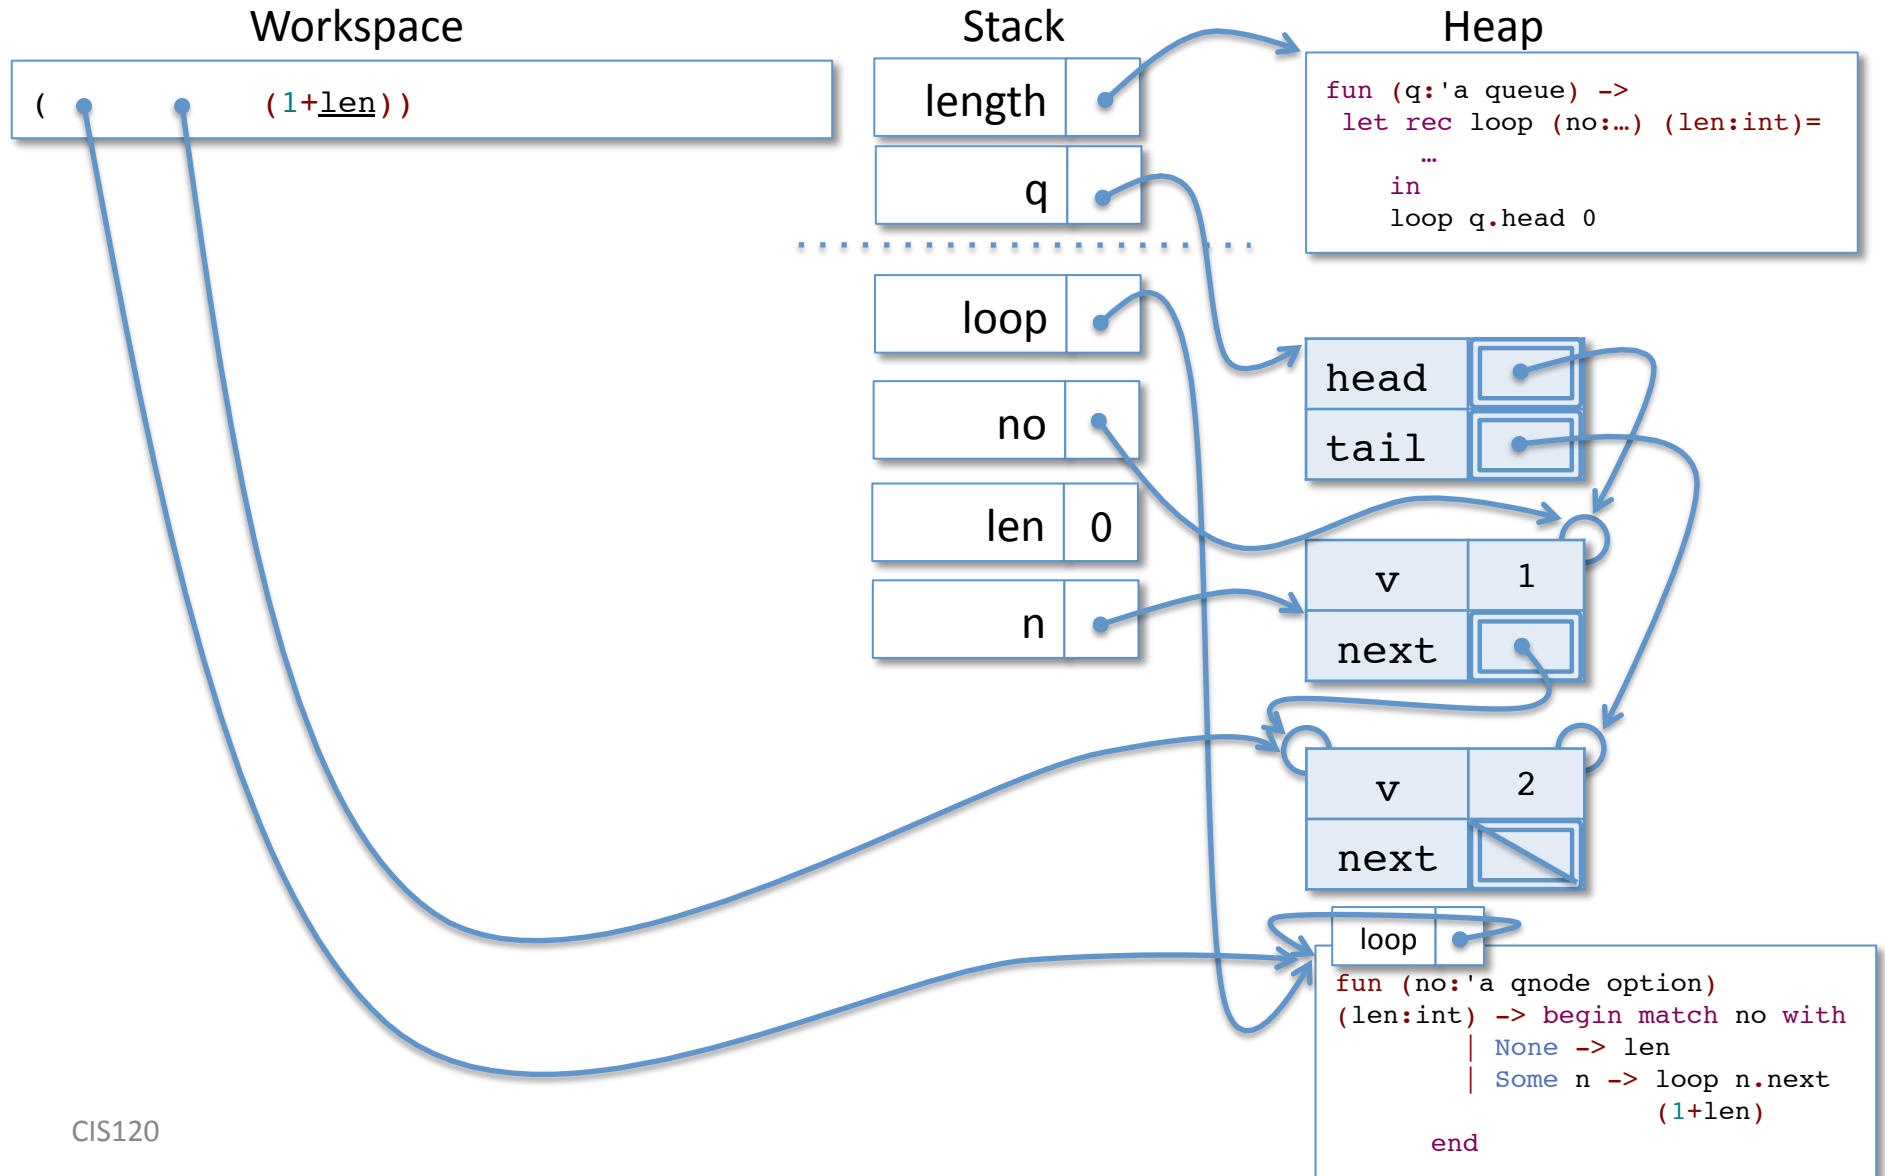 Workspace
Stack
Heap
( (1+len))
length
q
loop
no
len 0
n
fun (q:'a queue) ->
let rec loop (no:…) (len:int)=
…
in
loop q.head 0
head
tail
v 1
next
v 2
next
loop
fun (no:'a qnode option)
(len:int) -> begin match no with
| None -> len
| Some n -> loop n.next
(1+len)
end
CIS120